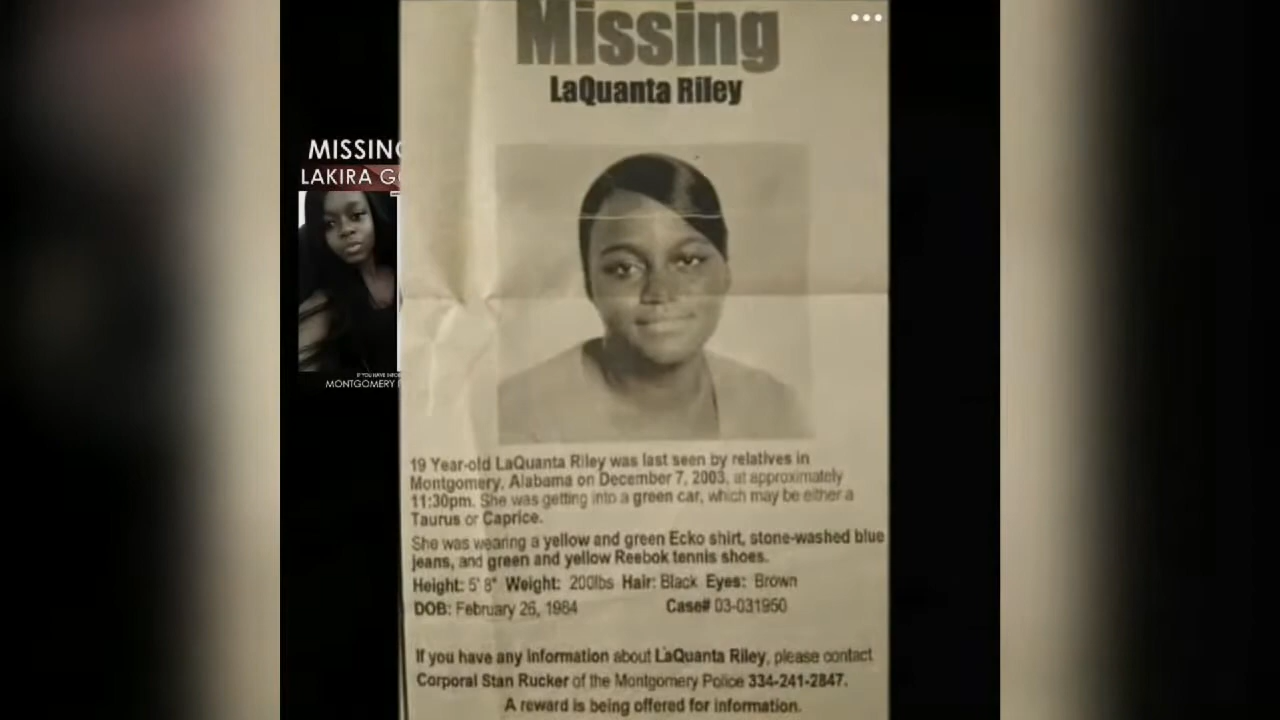 Missing
LaQuanta Riley
MISSING
LAKIRA G
MONTGOMERY
19 Year-old LaQuanta Riley was last seen by relatives in
Montgomery, Alabama on December 7, 2003, at approximately
11:30pm. She was getting into a green car, which may be either a
Taurus or Caprice.
She was wearing a yellow and green Ecko shirt, stone-washed blue
jeans, and green and yellow Reebok tennis shoes.
Height: 5' 8" Weight: 200lbs Hair: Black Eyes: Brown
DOB: February 26, 1984 Case# 03-031950
If you have any information about LaQuanta Riley, please contact
Corporal Stan Rucker of the Montgomery Police 334-241-2847.
A reward is being offered for information.